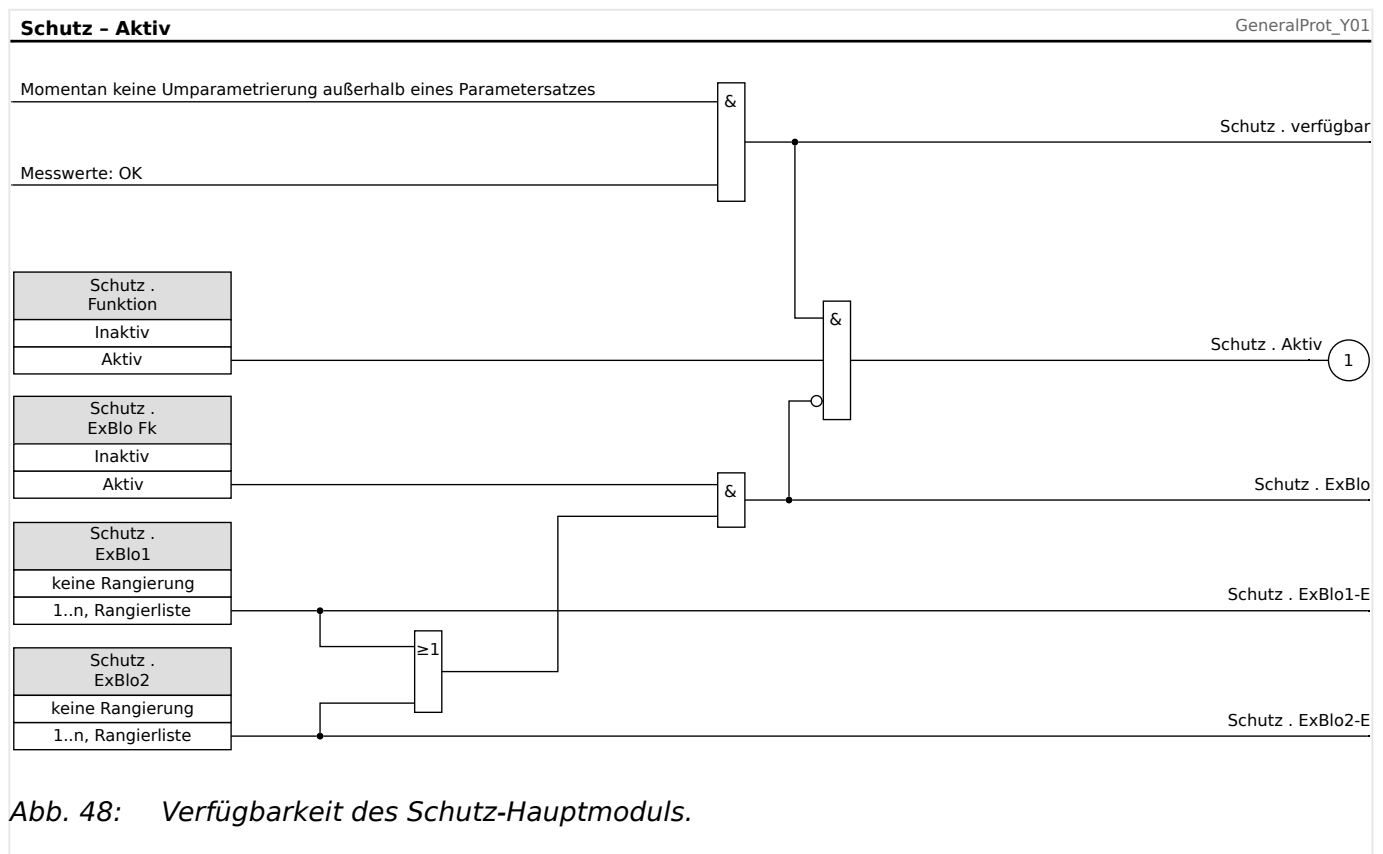 Schutz – Aktiv
GeneralProt_Y01
Momentan keine Umparametrierung außerhalb eines Parametersatzes
&
Schutz . verfügbar
Messwerte: OK
Schutz .
Funktion
Inaktiv
Aktiv
&
Schutz . Aktiv
1
Schutz .
ExBlo Fk
Inaktiv
Aktiv
&
Schutz . ExBlo
Schutz .
ExBlo1
keine Rangierung
1..n, Rangierliste
Schutz . ExBlo1-E
≥1
Schutz .
ExBlo2
keine Rangierung
1..n, Rangierliste
Schutz . ExBlo2-E
Abb. 48: Verfügbarkeit des Schutz-Hauptmoduls.